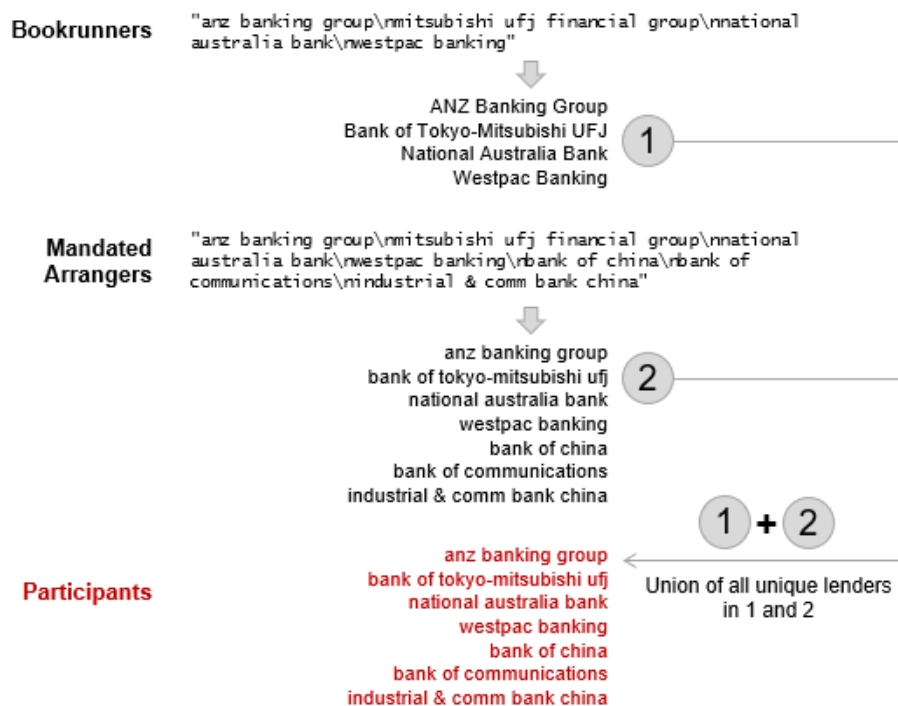 Bookrunners
"anz banking group\nmitsubishi ufj financial group\nnational
australia bank\nwestpac banking"
ANZ Banking Group
Bank of Tokyo-Mitsubishi UFJ
National Australia Bank
Westpac Banking
1
Mandated
Arrangers
"anz banking group\nmitsubishi ufj financial group\nnational
australia bank\nwestpac banking\nbank of china\nbank of
communications\nindustrial & comm bank china"
anz banking group
bank of tokyo-mitsubishi ufj
national australia bank
westpac banking
bank of china
bank of communications
industrial & comm bank china
2
1 + 2
Union of all unique lenders
in 1 and 2
Participants
anz banking group
bank of tokyo-mitsubishi ufj
national australia bank
westpac banking
bank of china
bank of communications
industrial & comm bank china